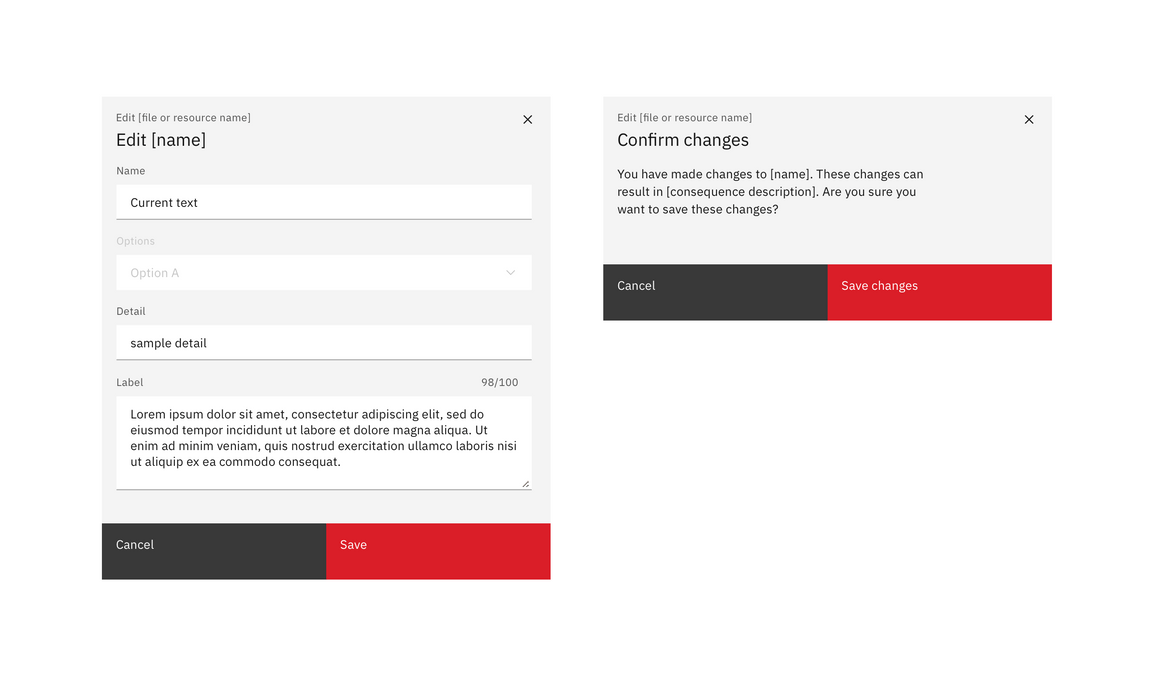 Edit [file or resource name]
Edit [name]
Name
Current text
Options
Option A
Detail
sample detail
Label 98/100
Lorem ipsum dolor sit amet, consectetur adipiscing elit, sed do
eiusmod tempor incididunt ut labore et dolore magna aliqua. Ut
enim ad minim veniam, quis nostrud exercitation ullamco laboris nisi
ut aliquip ex ea commodo consequat.
Cancel
Save
Edit [file or resource name]
Confirm changes
You have made changes to [name]. These changes can
result in [consequence description]. Are you sure you
want to save these changes?
Cancel
Save changes